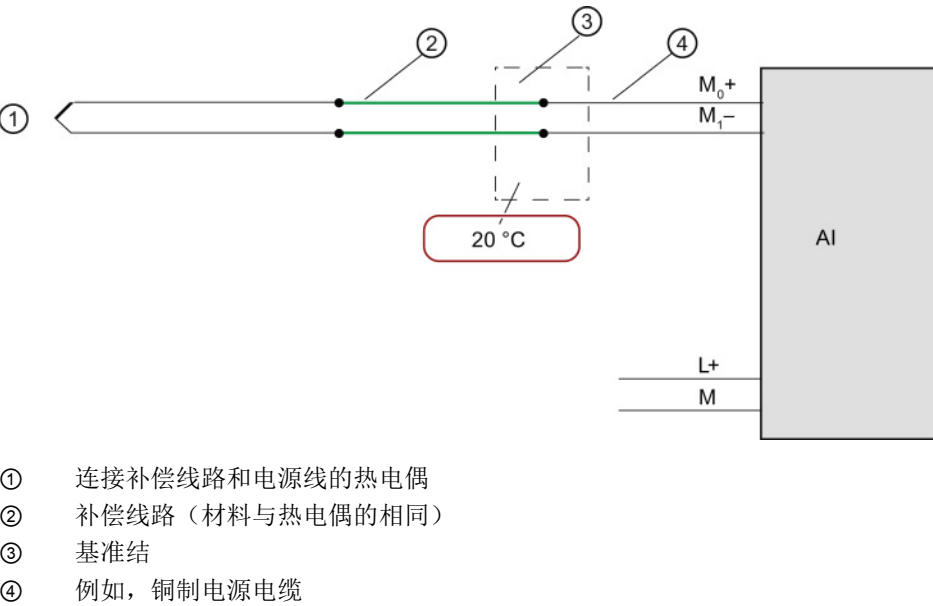 ③
② ④
M₀+
① M₁–
20 °C
AI
L+
M
① 连接补偿线路和电源线的热电偶
② 补偿线路（材料与热电偶的相同）
③ 基准结
④ 例如，铜制电源电缆